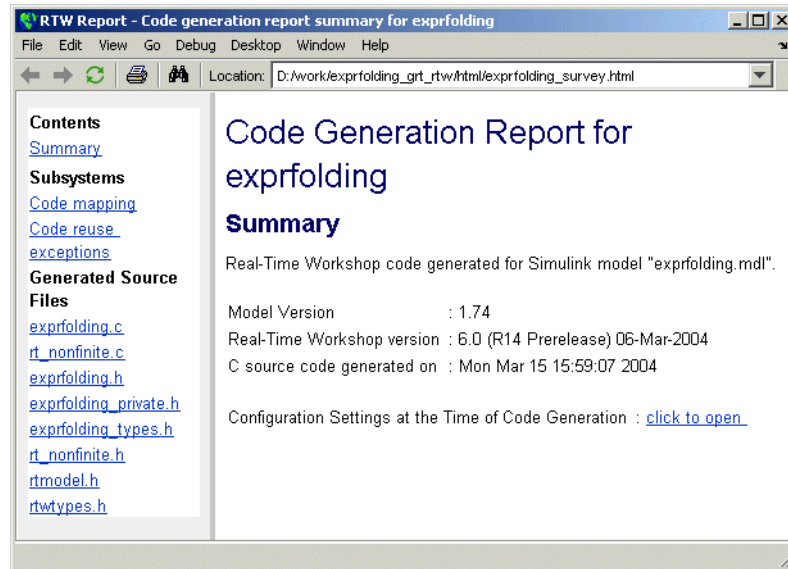 RTW Report - Code generation report summary for exprfolding
File Edit View Go Debug Desktop Window Help
Location: D:/work/exprfolding_grt_rtw/html/exprfolding_survey.html
Contents
Summary
Subsystems
Code mapping
Code reuse
exceptions
Generated Source
Files
exprfolding.c
rt_nonfinite.c
exprfolding.h
exprfolding_private.h
exprfolding_types.h
rt_nonfinite.h
rtmodel.h
rtwtypes.h
Code Generation Report for
exprfolding
Summary
Real-Time Workshop code generated for Simulink model "exprfolding.mdl".
Model Version : 1.74
Real-Time Workshop version : 6.0 (R14 Prerelease) 06-Mar-2004
C source code generated on : Mon Mar 15 15:59:07 2004
Configuration Settings at the Time of Code Generation : click to open